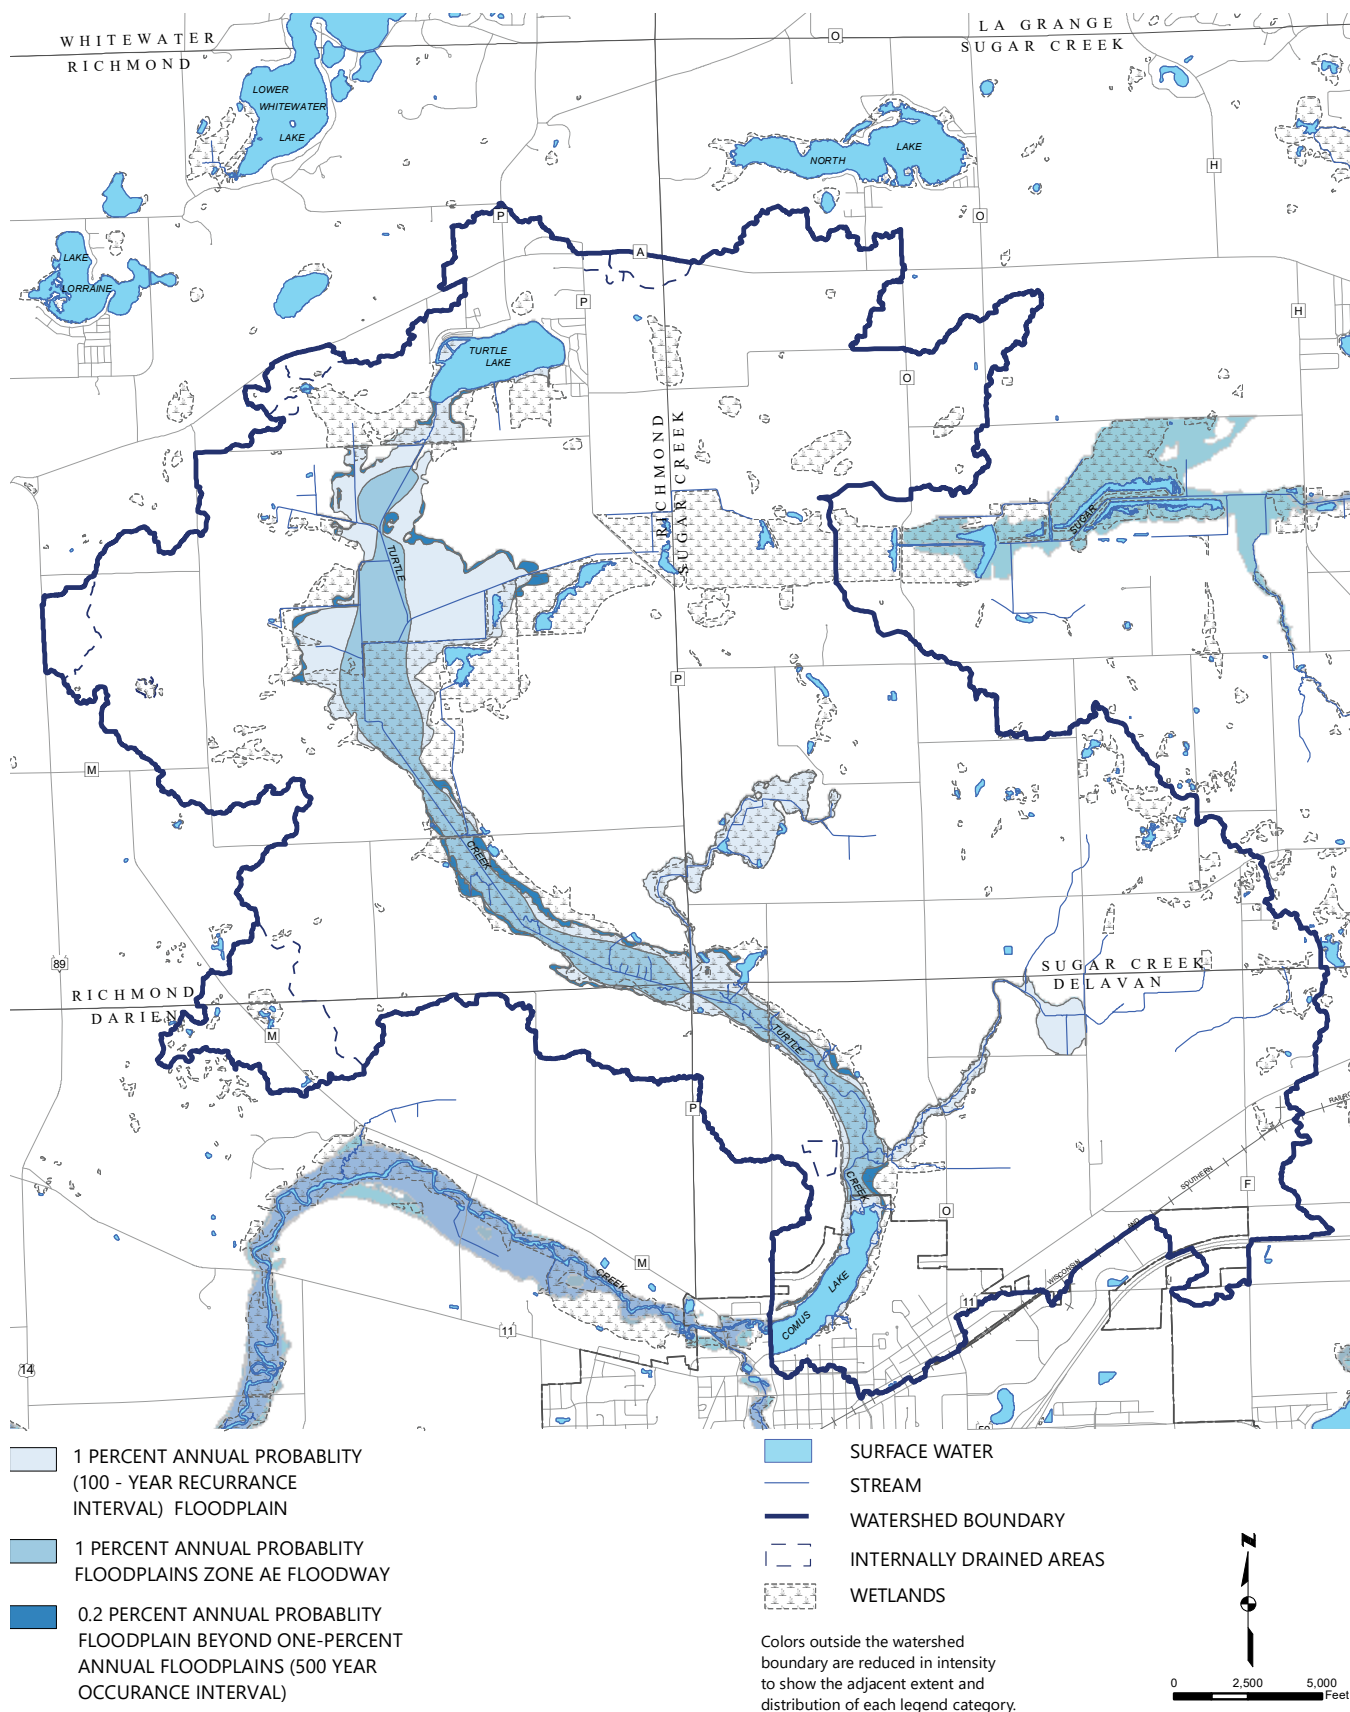 WHITEWATER
RICHMOND
LA GRANGE
SUGAR CREEK
O
LOWER
WHITEWATER
LAKE
NORTH
LAKE
H
P
O
A
LAKE
LORRAINE
P
H
TURTLE
LAKE
O
RICHMOND
SUGAR CREEK
SUGAR
TURTLE
P
M
CREEK
89
SUGAR CREEK
DELAVAN
RICHMOND
DARIEN
M
TURTLE
P
SOUTHERN
AND
WISCONSIN
F
CREEK
O
M
CREEK
LAKE
COMUS
11
11
14
1 PERCENT ANNUAL PROBABLITY
(100 - YEAR RECURRANCE
INTERVAL) FLOODPLAIN
1 PERCENT ANNUAL PROBABLITY
FLOODPLAINS ZONE AE FLOODWAY
0.2 PERCENT ANNUAL PROBABLITY
FLOODPLAIN BEYOND ONE-PERCENT
ANNUAL FLOODPLAINS (500 YEAR
OCCURANCE INTERVAL)
SURFACE WATER
STREAM
WATERSHED BOUNDARY
INTERNALLY DRAINED AREAS
WETLANDS
Colors outside the watershed
boundary are reduced in intensity
to show the adjacent extent and
distribution of each legend category.
N
0 2,500 5,000
Feet